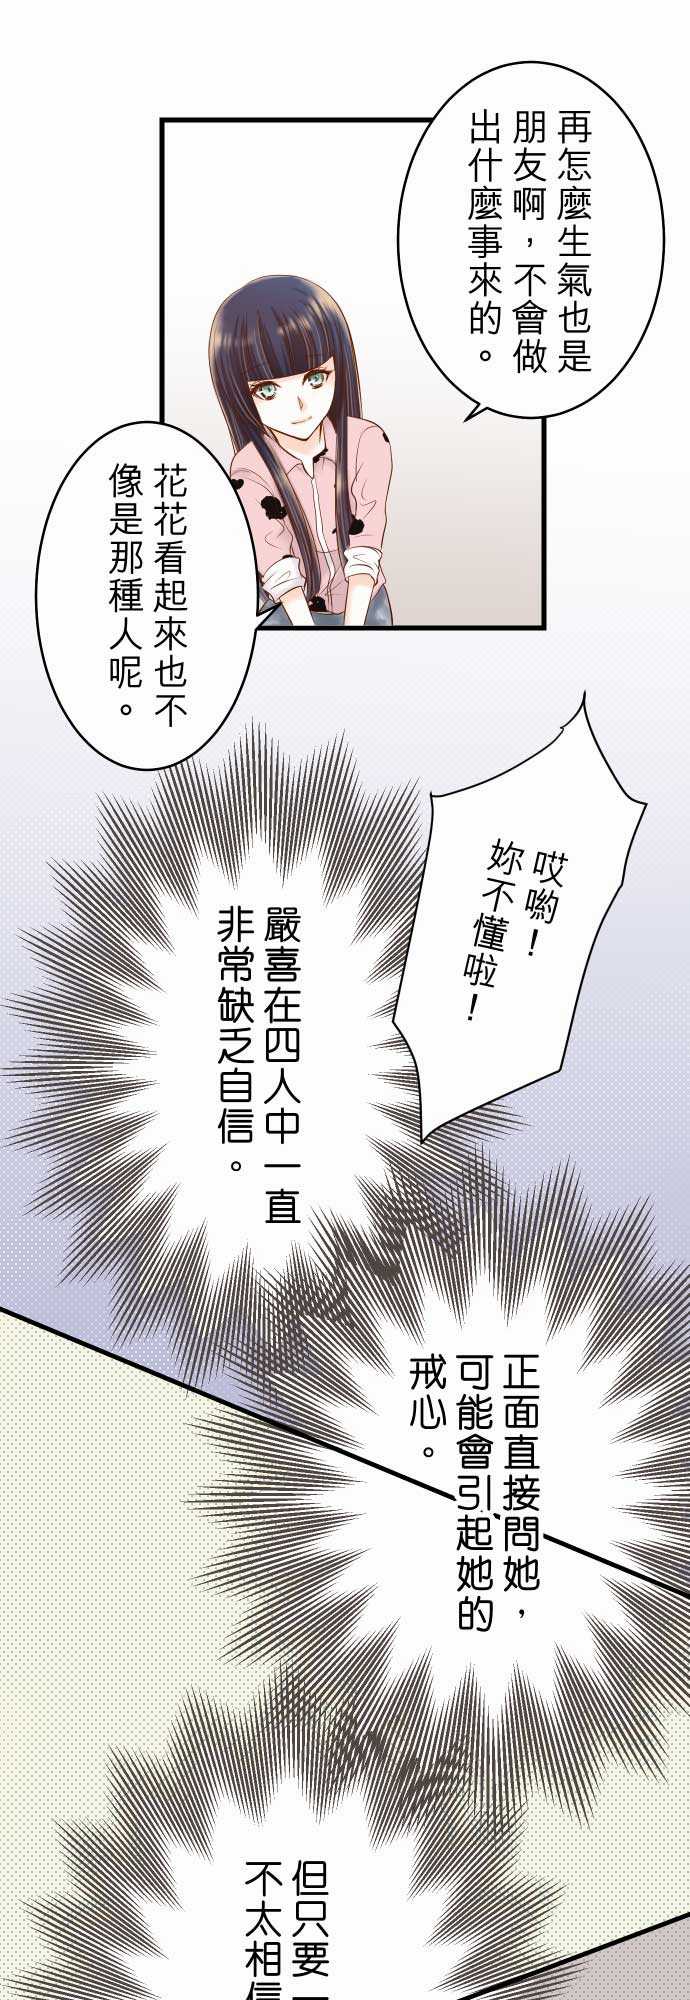 再怎麼生氣也是
朋友啊，不會做
出什麼事來的。
花花看起來也不
像是那種人呢。
哎喲！
妳不懂啦！
嚴喜在四人中一直
非常缺乏自信。
正面直接問她，
可能會引起她的
戒心。
但只要一
不太相信